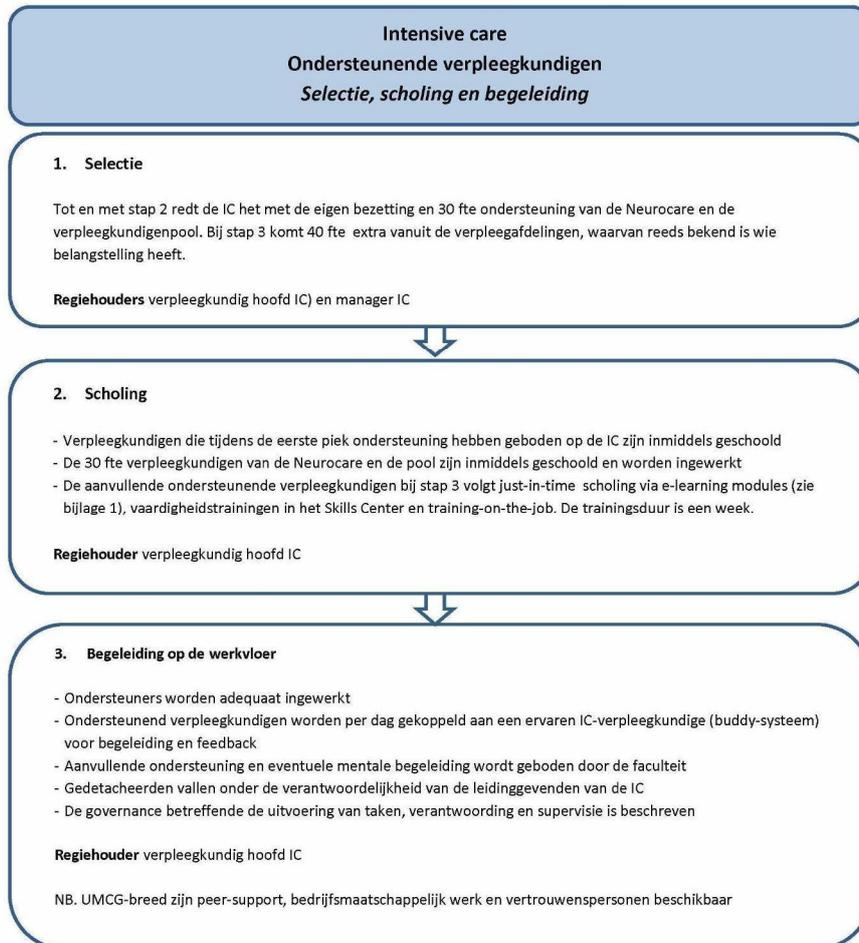 Intensive care
Ondersteunende verpleegkundigen
Selectie, scholing en begeleiding
1. Selectie
Tot en met stap 2 redt de IC het met de eigen bezetting en 30 fte ondersteuning van de Neurocare en de
verpleegkundigenpool. Bij stap 3 komt 40 fte extra vanuit de verpleegafdelingen, waarvan reeds bekend is wie
belangstelling heeft.
Regiehouders verpleegkundig hoofd IC) en manager IC
2. Scholing
- Verpleegkundigen die tijdens de eerste piek ondersteuning hebben geboden op de IC zijn inmiddels geschoold
- De 30 fte verpleegkundigen van de Neurocare en de pool zijn inmiddels geschoold en worden ingewerkt
- De aanvullende ondersteunende verpleegkundigen bij stap 3 volgt just-in-time scholing via e-learning modules (zie
bijlage 1), vaardigheidstrainingen in het Skills Center en training-on-the-job. De trainingsduur is een week.
Regiehouder verpleegkundig hoofd IC
3. Begeleiding op de werkvloer
- Ondersteuners worden adequaat ingewerkt
- Ondersteunend verpleegkundigen worden per dag gekoppeld aan een ervaren IC-verpleegkundige (buddy-systeem)
voor begeleiding en feedback
- Aanvullende ondersteuning en eventuele mentale begeleiding wordt geboden door de faculteit
- Gedetacheerden vallen onder de verantwoordelijkheid van de leidinggevenden van de IC
- De governance betreffende de uitvoering van taken, verantwoording en supervisie is beschreven
Regiehouder verpleegkundig hoofd IC
NB. UMCG-breed zijn peer-support, bedrijfsmaatschappelijk werk en vertrouwenspersonen beschikbaar